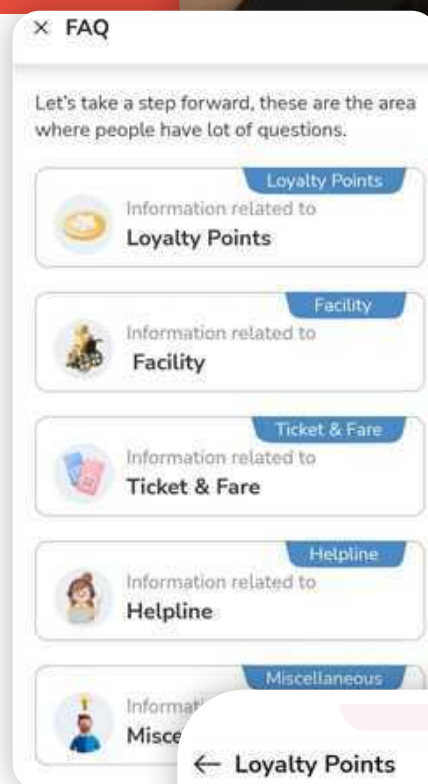 × FAQ
Let's take a step forward, these are the area
where people have lot of questions.
Loyalty Points
Information related to
Loyalty Points
Facility
Information related to
Facility
Ticket & Fare
Information related to
Ticket & Fare
Helpline
Information related to
Helpline
Miscellaneous
Informat
Misce
← Loyalty Points